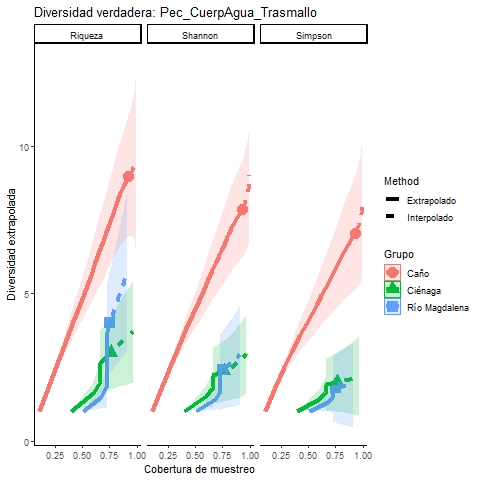 Diversidad verdadera: Pec_CuerpAgua_Trasmallo
Riqueza
Shannon
Simpson
10
5
0
Diversidad extrapolada
0.25 0.50 0.75 1.00
0.25 0.50 0.75 1.00
0.25 0.50 0.75 1.00
Cobertura de muestreo
Method
Extrapolado
Interpolado
Grupo
Caño
Ciénaga
Río Magdalena